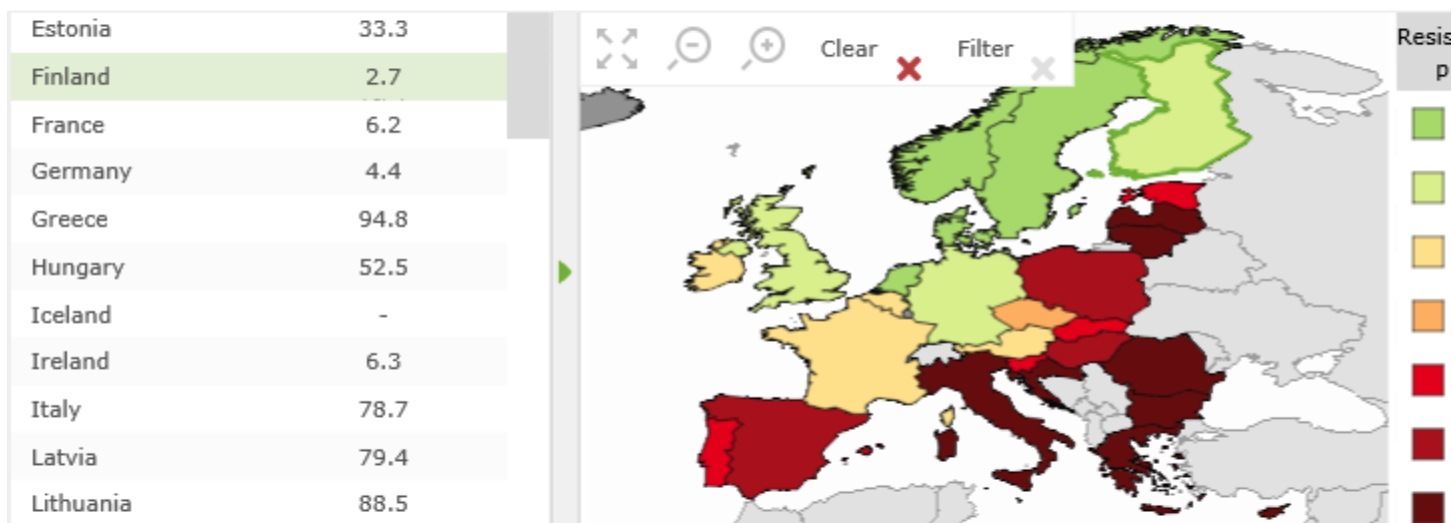 Estonia 33.3
Finland 2.7
France 6.2
Germany 4.4
Greece 94.8
Hungary 52.5
Iceland -
Ireland 6.3
Italy 78.7
Latvia 79.4
Lithuania 88.5
Clear Filter
Resis
p